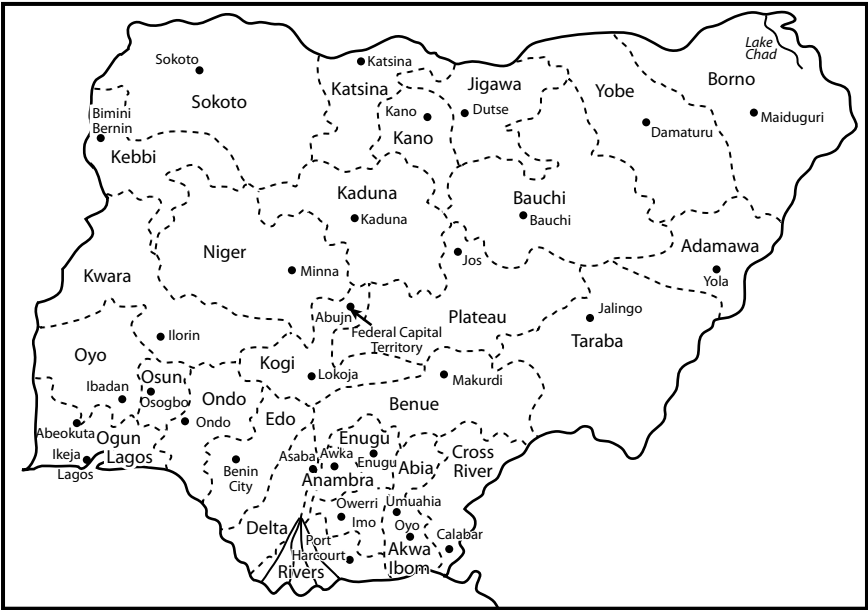 Lake
Chad
Sokoto
Katsina
Borno
Jigawa
Yobe
Katsina
Sokoto
Bimini
Bernin
Kano
Dutse
Maiduguri
Damaturu
Kano
Kebbi
Kaduna
Bauchi
Kaduna
Bauchi
Niger
Adamawa
Jos
Minna
Yola
Kwara
Abujn
Plateau
Jalingo
Federal Capital
Territory
Ilorin
Taraba
Oyo
Kogi
Lokoja
Makurdi
Osun
Ibadan
Osogbo
Ondo
Benue
Edo
Ondo
Abeokuta
Ogun
Enugu
Ikeja
Lagos
Asaba
Awka
Enugu
Cross
River
Lagos
Benin
City
Anambra
Abia
Owerri
Umuahia
Imo
Oyo
Delta
Port
Harcourt
Calabar
Akwa
Ibom
Rivers